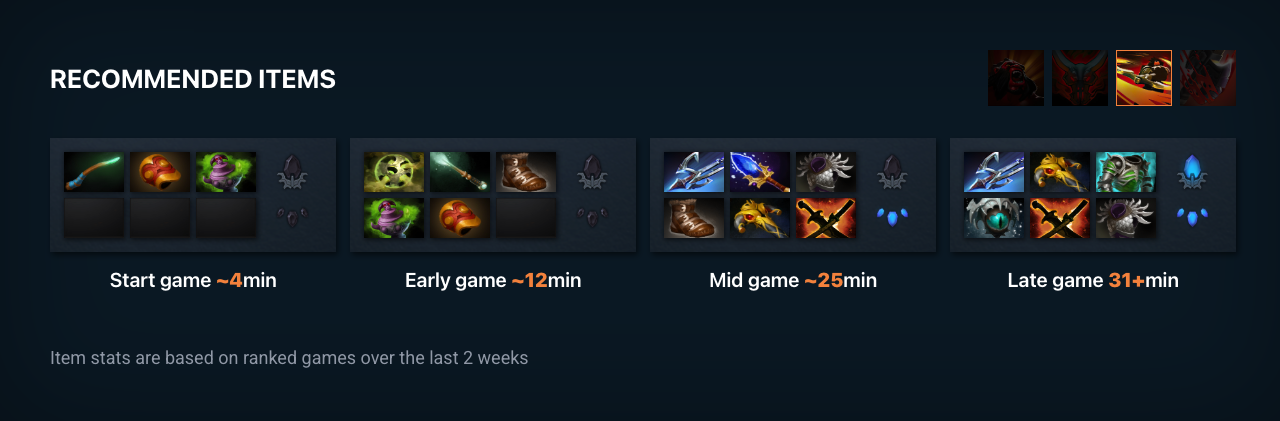 RECOMMENDED ITEMS
Start game ~4min
Early game ~12min
Mid game ~25min
Late game 31+min
Item stats are based on ranked games over the last 2 weeks